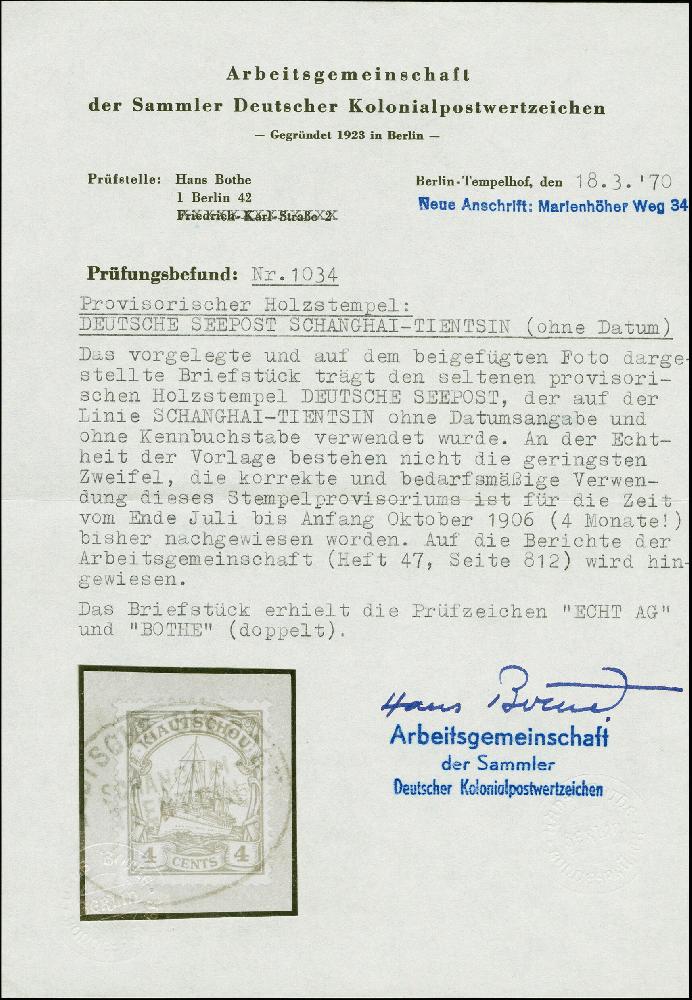 Arbeitsgemeinschaft
der Sammler Deutscher Kolonialpostwertzeichen
— Gegründet 1923 in Berlin —
Prüfstelle: Hans Bothe
1 Berlin 42
Friedrich-Karl-Straße 2
Berlin-Tempelhof, den 18.3.'70
Neue Anschrift: Marienhöher Weg 34
Prüfungsbefund: Nr.1034
Provisorischer Holzstempel:
DEUTSCHE SEEPOST SCHANGHAI-TIENTSIN (ohne Datum)
Das vorgelegte und auf dem beigefügten Foto darge-
stellte Briefstück trägt den seltenen provisori-
schen Holzstempel DEUTSCHE SEEPOST, der auf der
Linie SCHANGHAI-TIENTSIN ohne Datumsangabe und
ohne Kennbuchstabe verwendet wurde. An der Echt-
heit der Vorlage bestehen nicht die geringsten
Zweifel, die korrekte und bedarfsmäßige Verwen-
dung dieses Stempelprovisoriums ist für die Zeit
vom Ende Juli bis Anfang Oktober 1906 (4 Monate!)
bisher nachgewiesen worden. Auf die Berichte der
Arbeitsgemeinschaft (Heft 47, Seite 812) wird hin-
gewiesen.
Das Briefstück erhielt die Prüfzeichen "ECHT AG"
und "BOTHE" (doppelt).
KIAUTSCHOU
4 CENTS 4
Hans Bothe
Arbeitsgemeinschaft
der Sammler
Deutscher Kolonialpostwertzeichen